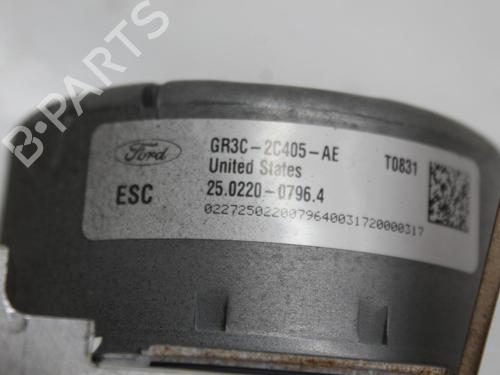 B-PARTS
Ford
GR3C-2C405-AE T0831
United States
ESC 25.0220-0796.4
0227250220079640031720000317